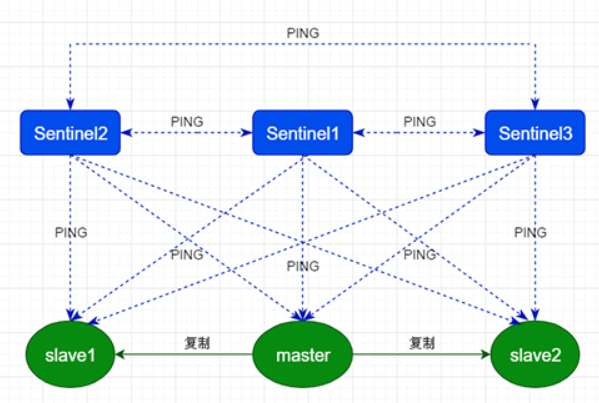 PING
Sentinel2
PING
Sentinel1
PING
Sentinel3
PING
PING
PING
PING
PING
slave1
复制
master
复制
slave2